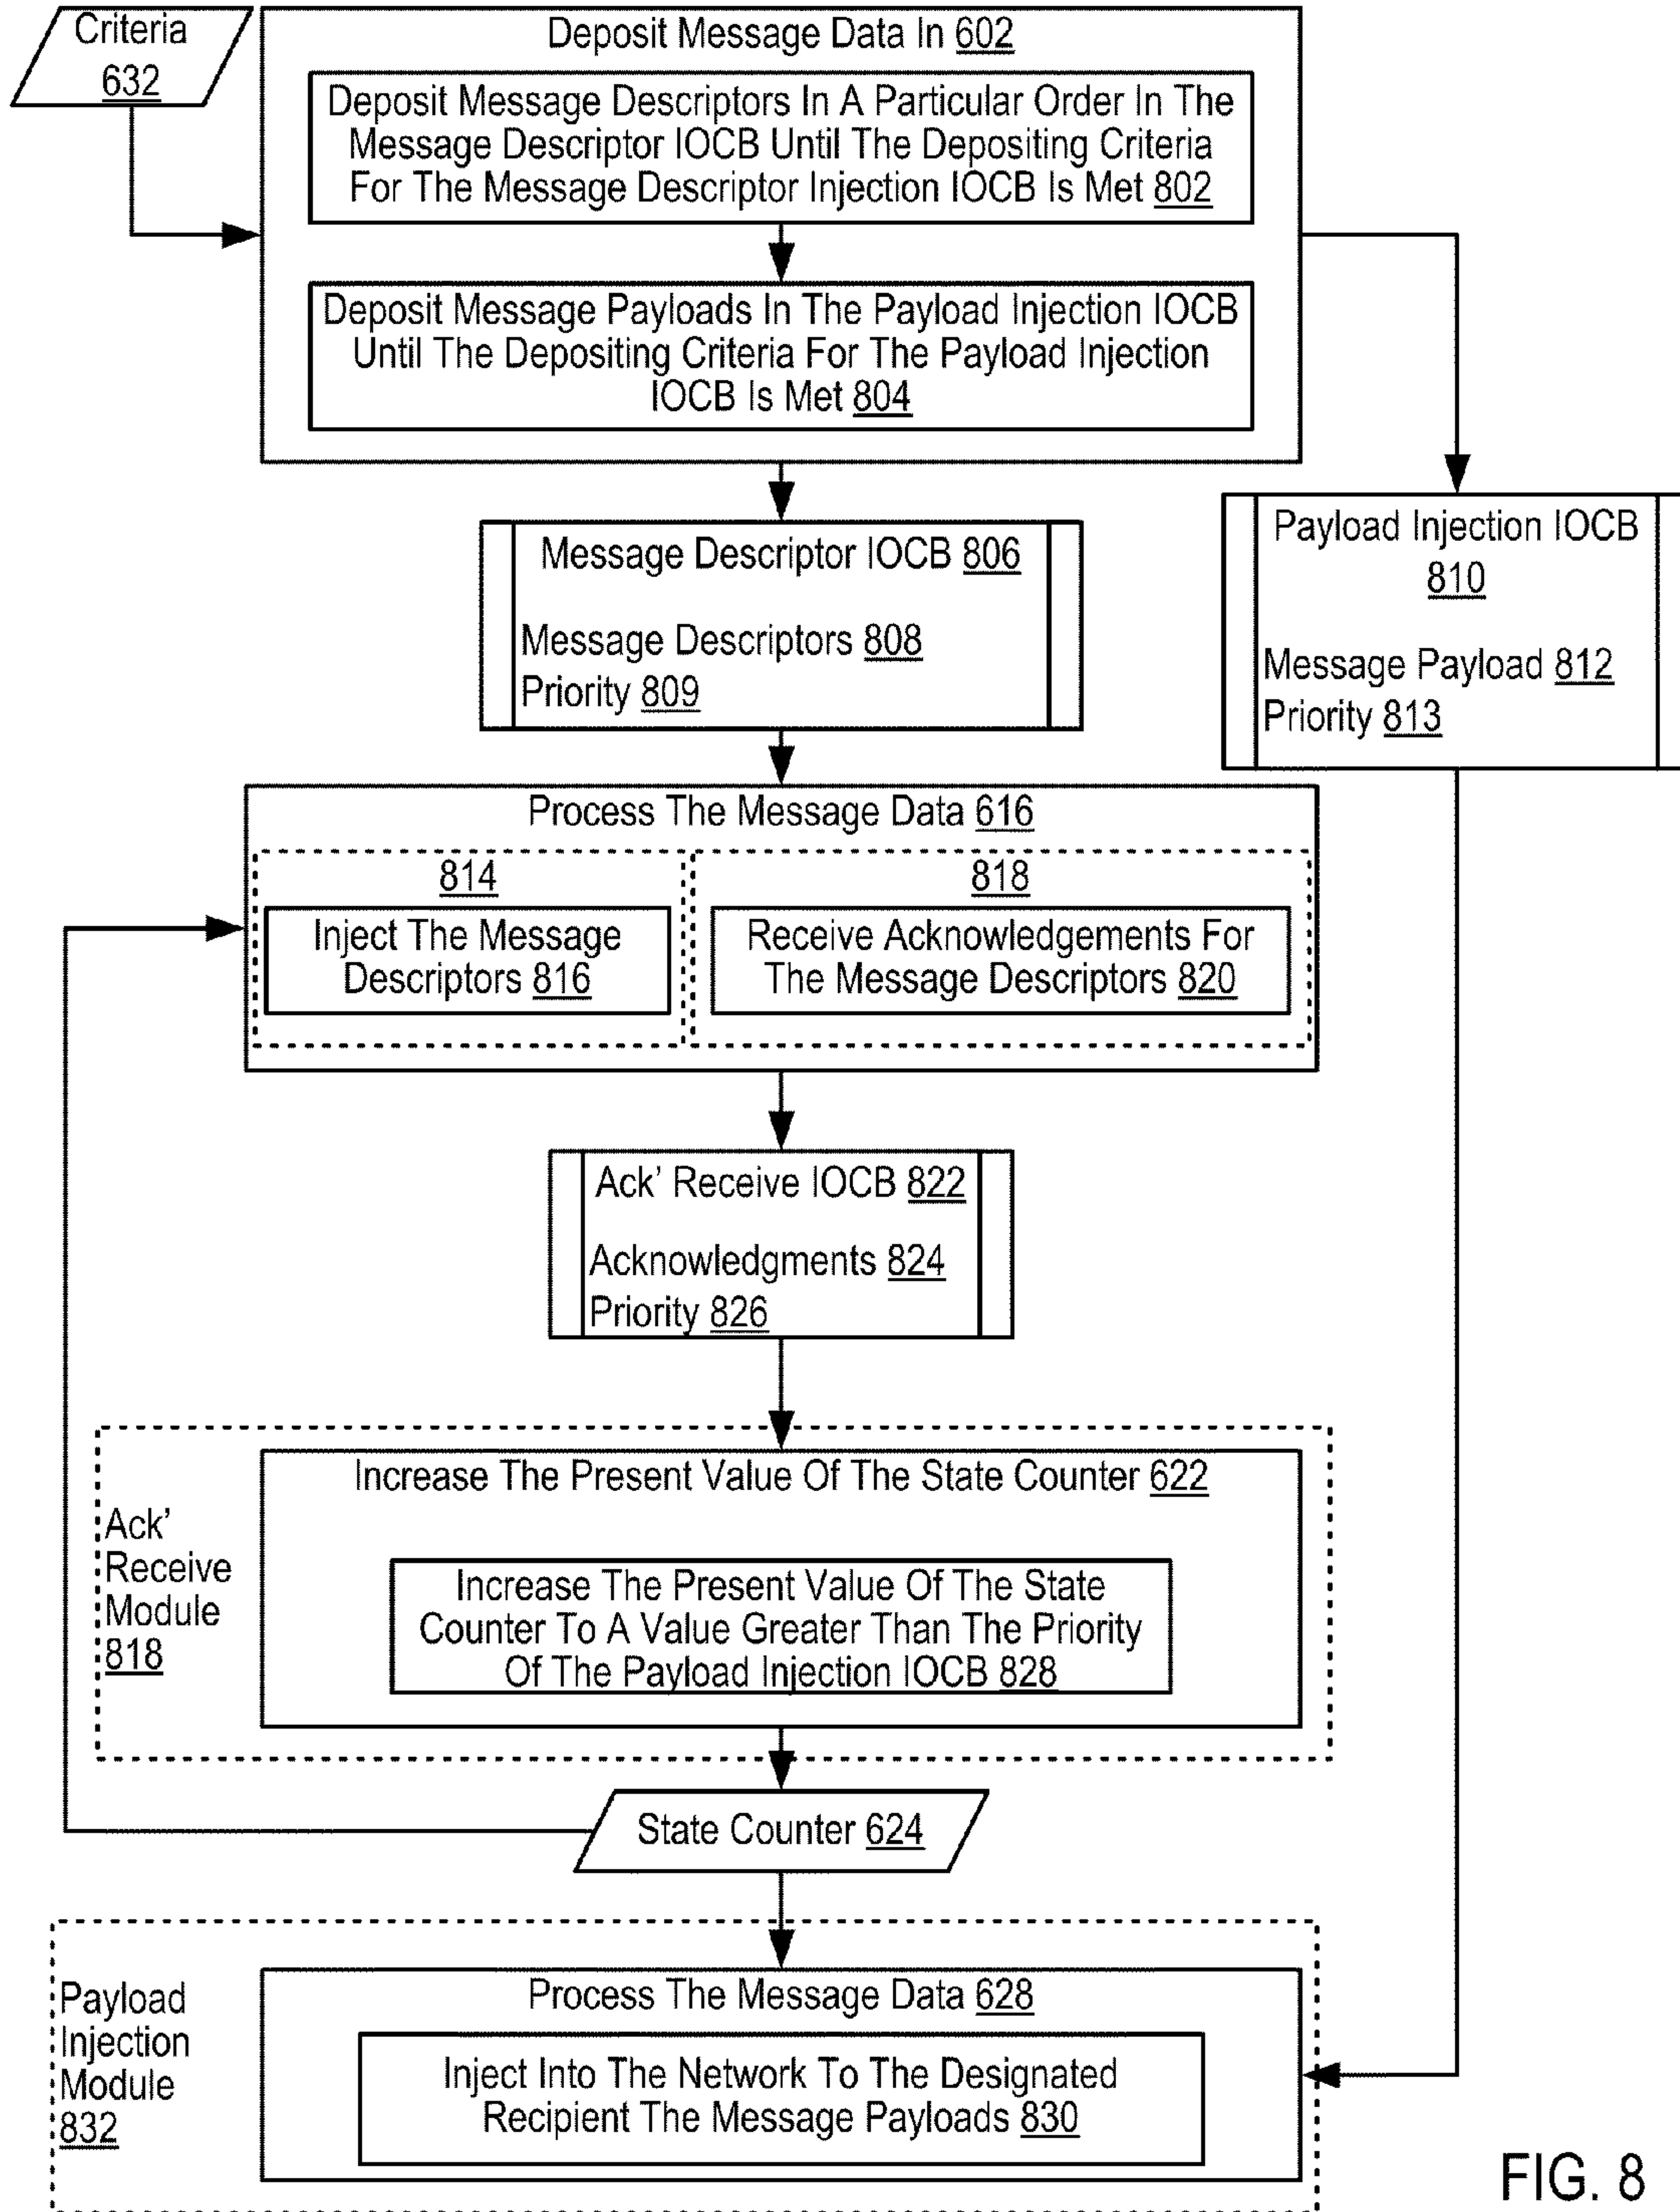 Criteria
632
Deposit Message Data In 602
Deposit Message Descriptors In A Particular Order In The
Message Descriptor IOCB Until The Depositing Criteria
For The Message Descriptor Injection IOCB Is Met 802
Deposit Message Payloads In The Payload Injection IOCB
Until The Depositing Criteria For The Payload Injection
IOCB Is Met 804
Message Descriptor IOCB 806
Message Descriptors 808
Priority 809
Payload Injection IOCB
810
Message Payload 812
Priority 813
Process The Message Data 616
814
Inject The Message
Descriptors 816
818
Receive Acknowledgements For
The Message Descriptors 820
Ack' Receive IOCB 822
Acknowledgments 824
Priority 826
Ack'
Receive
Module
818
Increase The Present Value Of The State Counter 622
Increase The Present Value Of The State
Counter To A Value Greater Than The Priority
Of The Payload Injection IOCB 828
State Counter 624
Payload
Injection
Module
832
Process The Message Data 628
Inject Into The Network To The Designated
Recipient The Message Payloads 830
FIG. 8